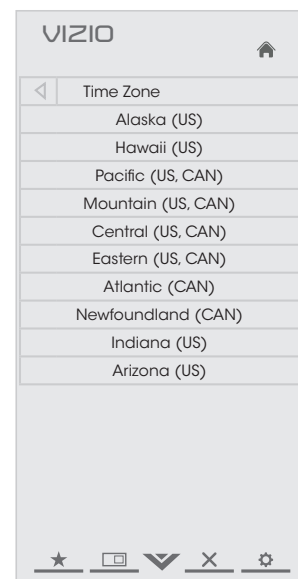 VIZIO
Time Zone
Alaska (US)
Hawaii (US)
Pacific (US, CAN)
Mountain (US, CAN)
Central (US, CAN)
Eastern (US, CAN)
Atlantic (CAN)
Newfoundland (CAN)
Indiana (US)
Arizona (US)